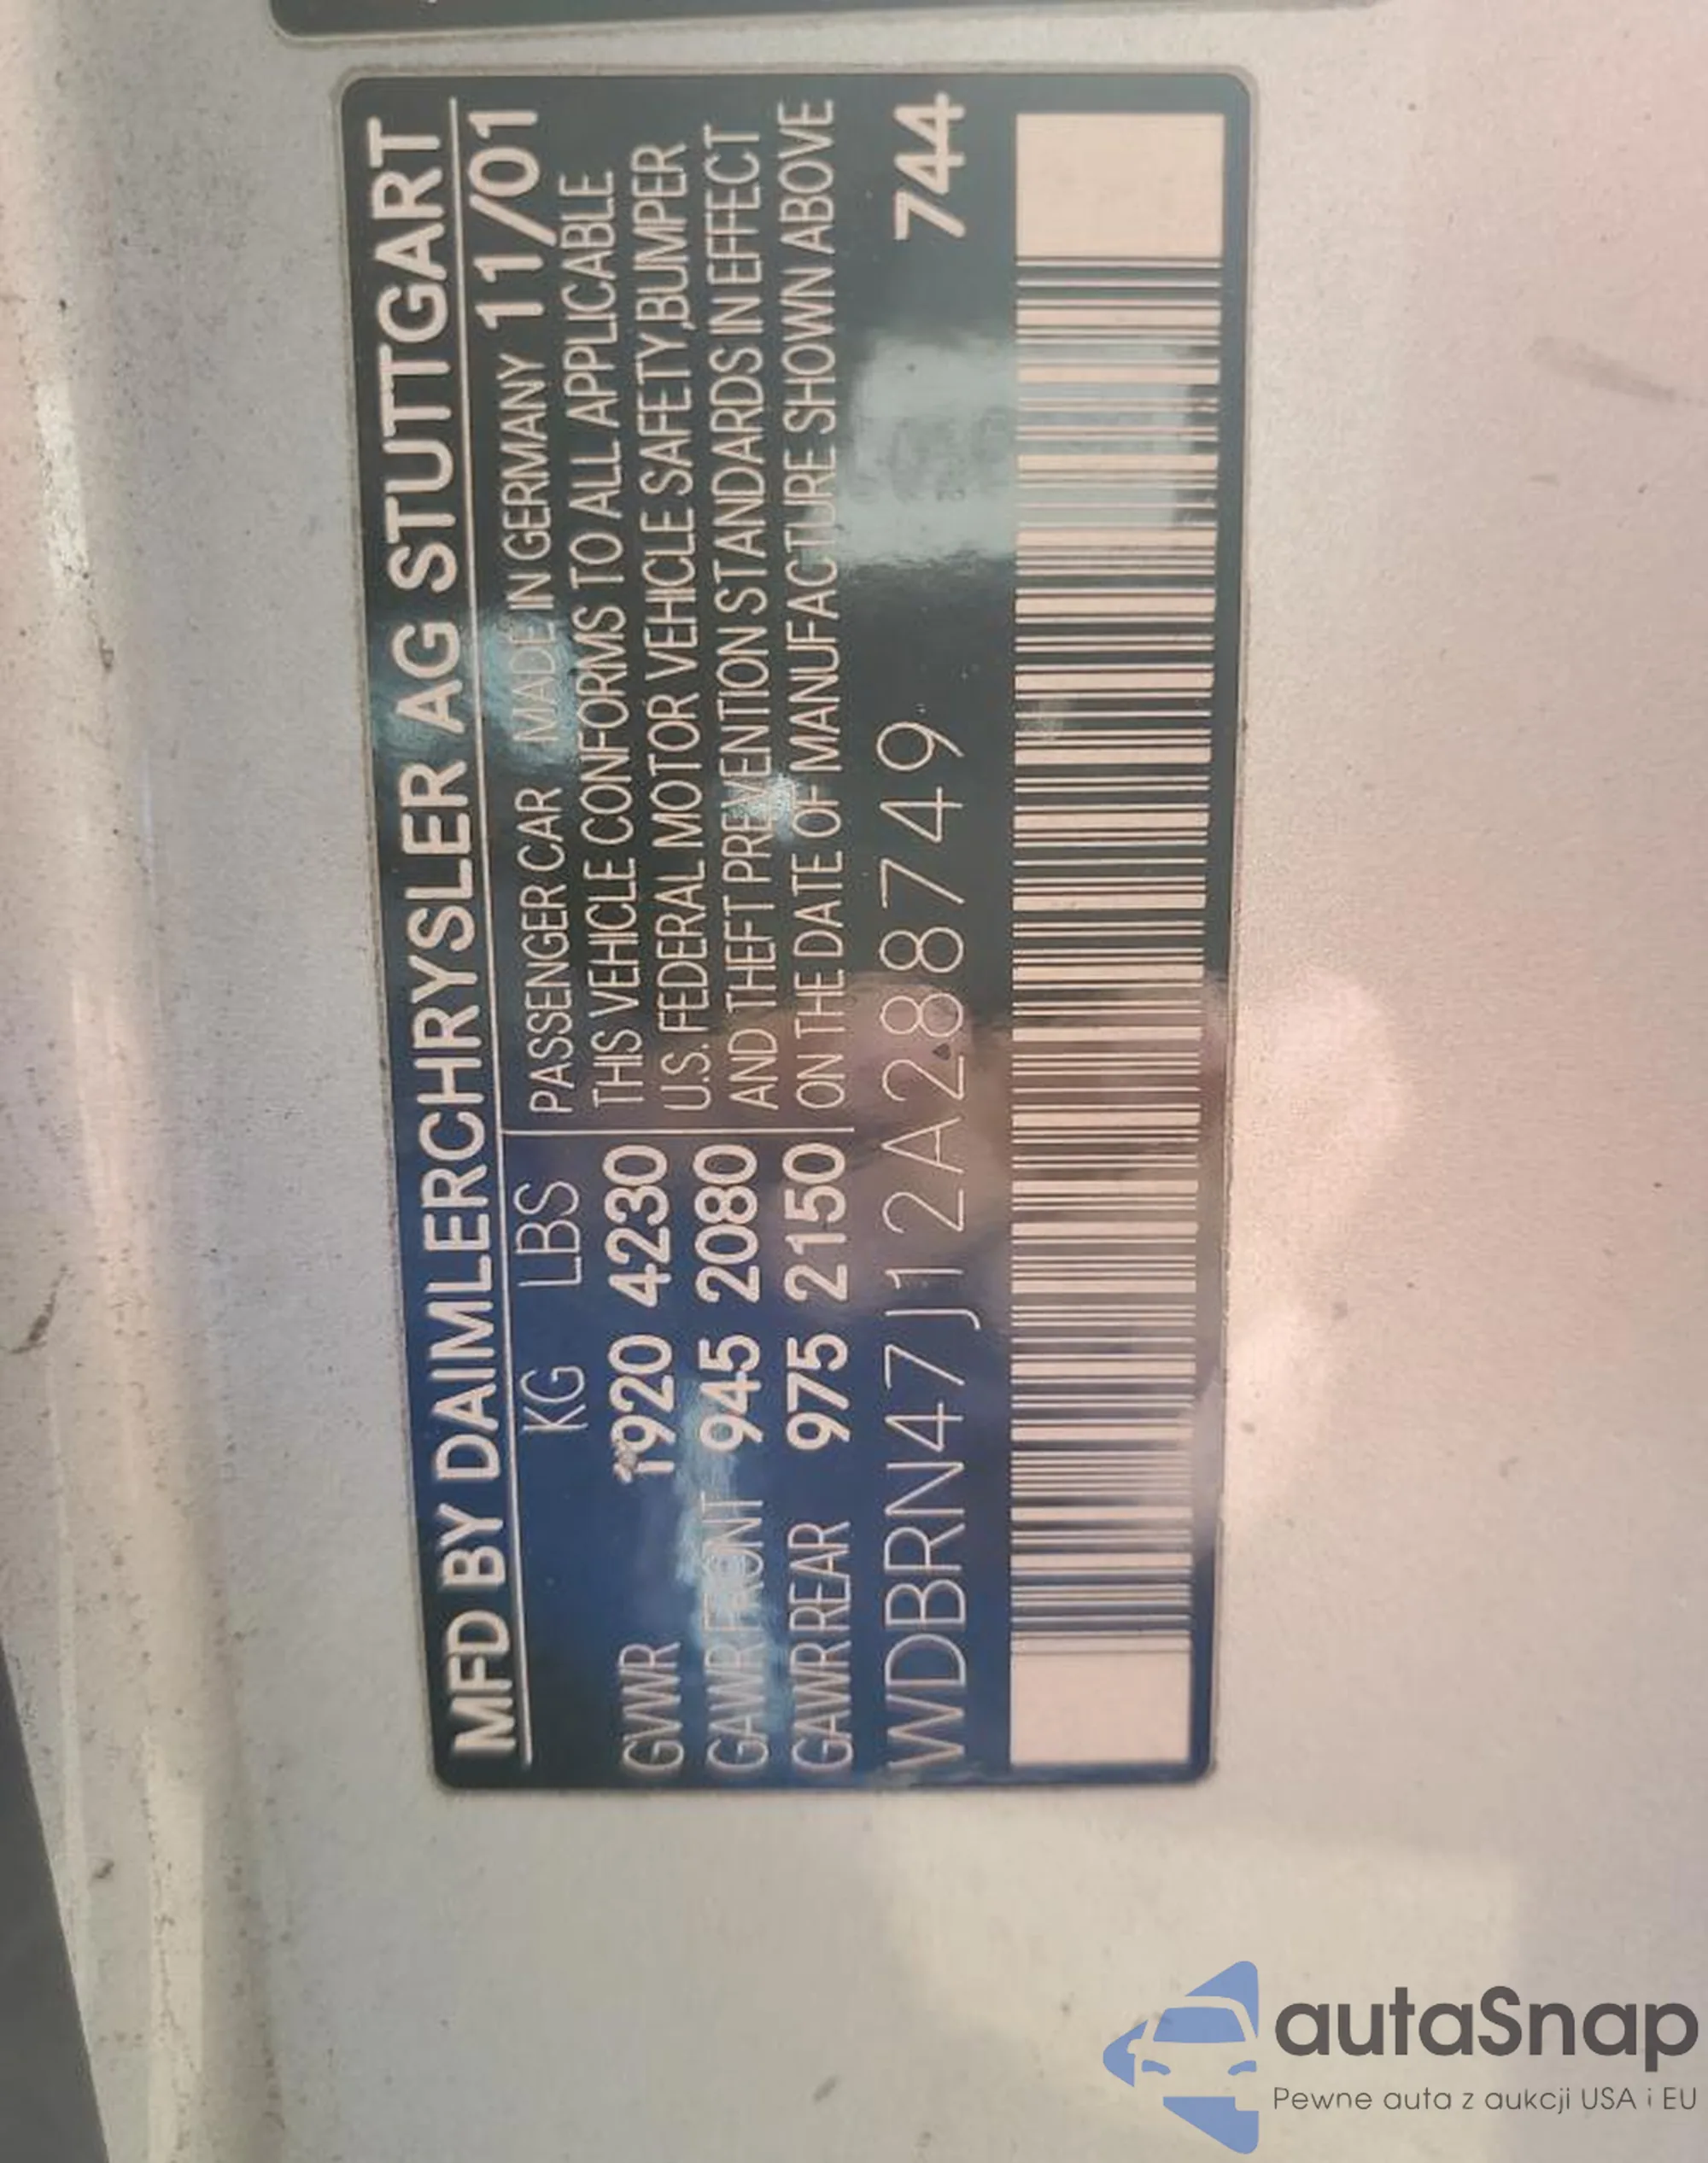 MFD BY DAIMLERCHRYSLER AG STUTTGART
KG LBS PASSENGER CAR MADE IN GERMANY 11/01
GVWR 1920 4230 THIS VEHICLE CONFORMS TO ALL APPLICABLE
U.S. FEDERAL MOTOR VEHICLE SAFETY,BUMPER
GAWR FRONT 945 2080 AND THEFT PREVENTION STANDARDS IN EFFECT
GAWR REAR 975 2150 ON THE DATE OF MANUFACTURE SHOWN ABOVE
WDBRN47J12A288749 744
autaSnap
Pewne auta z aukcji USA i EU